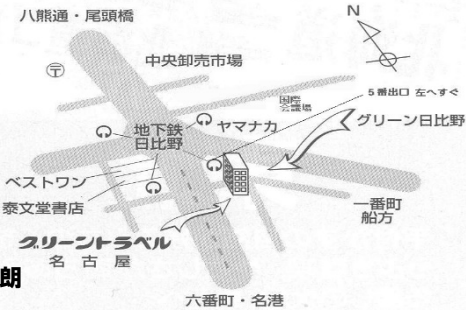 八熊通・尾頭橋
N
〒
中央卸売市場
5番出口 左へすぐ
国際
会議場
ヤマナカ
グリーン日比野
地下鉄
日比野
ベストワン
泰文堂書店
一番町
船方
グリーントラベル
名古屋
朗
六番町・名港